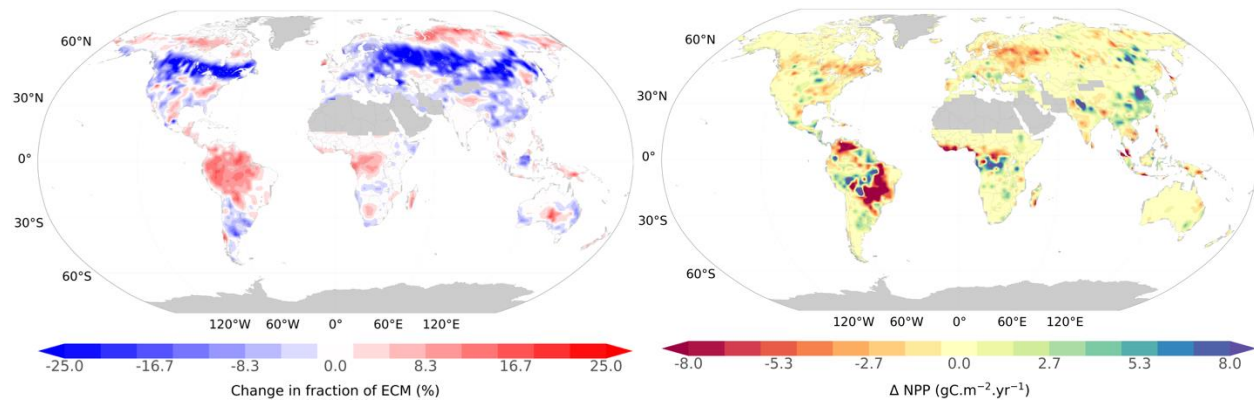 60°N
30°N
0°
30°S
60°S
120°W 60°W 0° 60°E 120°E
-25.0 -16.7 -8.3 0.0 8.3 16.7 25.0
Change in fraction of ECM (%)
60°N
30°N
0°
30°S
60°S
120°W 60°W 0° 60°E 120°E
-8.0 -5.3 -2.7 0.0 2.7 5.3 8.0
Δ NPP (gC.m⁻².yr⁻¹)